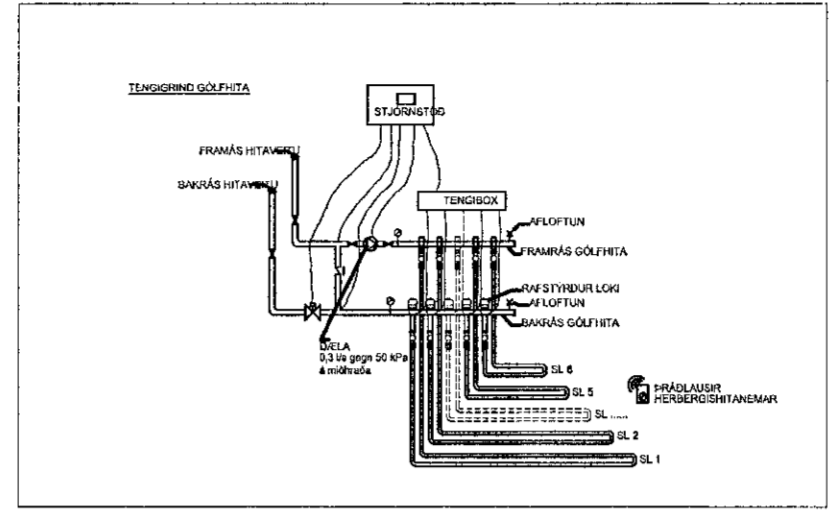 TENGIGRIND GÓLFHITA
STJÓRNSTÖÐ
FRAMÁS HITAVEITU
BAKRÁS HITAVEITU
TENGIBOX
AFLOFTUN
FRAMRÁS GÓLFHITA
RAFSTÝRÐUR LOKI
AFLOFTUN
BAKRÁS GÓLFHITA
DÆLA
0,3 l/s gegn 50 kPa
á miðhraða
SL 6
SL 5
SL ....
SL 2
SL 1
ÞRÁÐLAUSIR
HERBERGISHITANEMAR